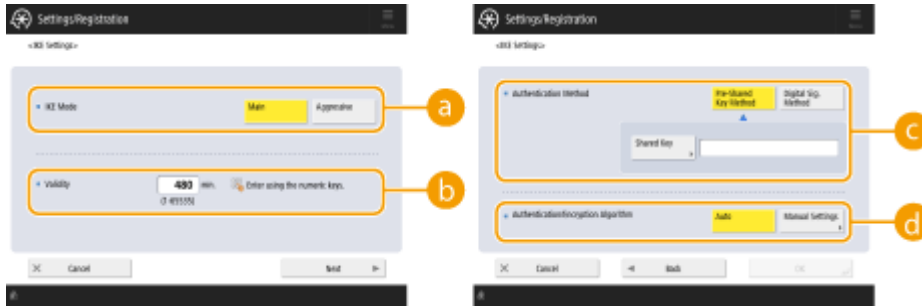 Settings/Registration
<IKE Settings>
IKE Mode
Main
Aggressive
a
Validity
480 min.
Enter using the numeric keys.
(1-65535)
b
Cancel
Next
Settings/Registration
<IKE Settings>
Authentication Method
Pre-Shared
Key Method
Digital Sig.
Method
Shared Key
c
Authentication/Encryption Algorithm
Auto
Manual Settings
d
Cancel
Back
OK